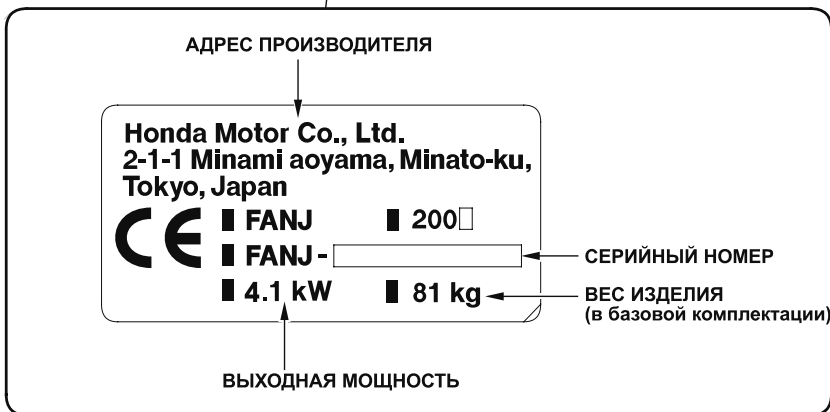 АДРЕС ПРОИЗВОДИТЕЛЯ
Honda Motor Co., Ltd.
2-1-1 Minami aoyama, Minato-ku,
Tokyo, Japan
CE FANJ 200
FANJ- СЕРИЙНЫЙ НОМЕР
4.1 kW 81 kg ВЕС ИЗДЕЛИЯ
(в базовой комплектации)
ВЫХОДНАЯ МОЩНОСТЬ